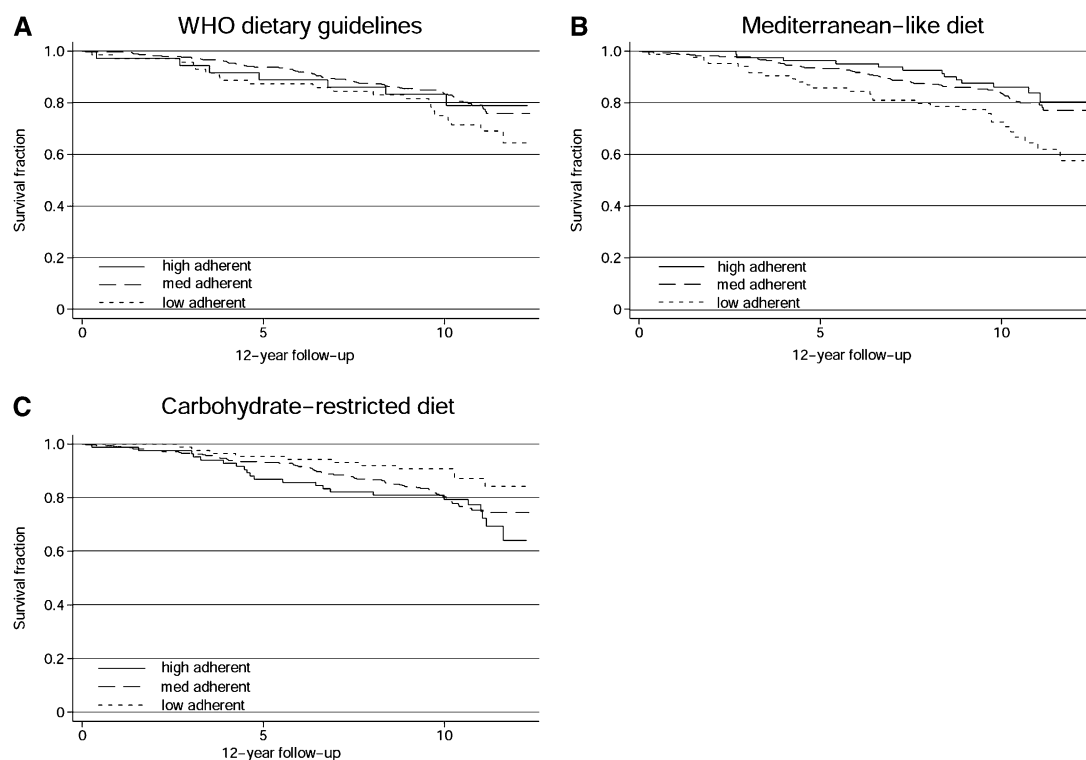 A
WHO dietary guidelines
1.0
0.8
0.6
0.4
0.2
0
Survival fraction
high adherent
med adherent
low adherent
0 5 10
12-year follow-up
B
Mediterranean-like diet
1.0
0.8
0.6
0.4
0.2
0
Survival fraction
high adherent
med adherent
low adherent
0 5 10
12-year follow-up
C
Carbohydrate-restricted diet
1.0
0.8
0.6
0.4
0.2
0
Survival fraction
high adherent
med adherent
low adherent
0 5 10
12-year follow-up